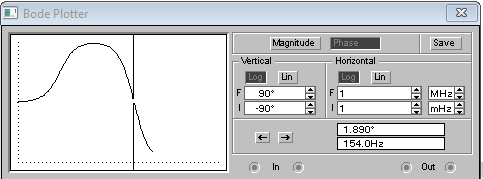 Bode Plotter
Magnitude Phase Save
Vertical Horizontal
Log Lin Log Lin
F 90° F 1 MHz
I -90° I 1 mHz
1.890°
154.0Hz
In Out